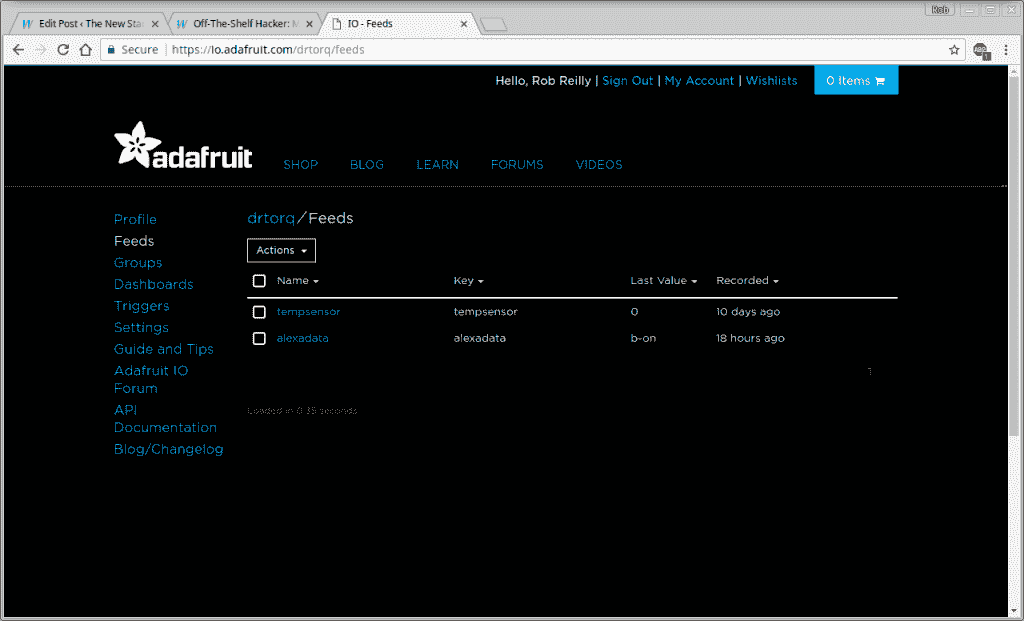 Rob
Edit Post ‹ The New Sta
Off-The-Shelf Hacker: M
IO - Feeds
Secure | https://io.adafruit.com/drtorq/feeds
Hello, Rob Reilly | Sign Out | My Account | Wishlists
0 Items
adafruit
SHOP BLOG LEARN FORUMS VIDEOS
Profile
Feeds
Groups
Dashboards
Triggers
Settings
Guide and Tips
Adafruit IO
Forum
API
Documentation
Blog/Changelog
drtorq/Feeds
Actions
Name Key Last Value Recorded
tempsensor tempsensor 0 10 days ago
alexadata alexadata b-on 18 hours ago
1
Loaded in 0.35 seconds